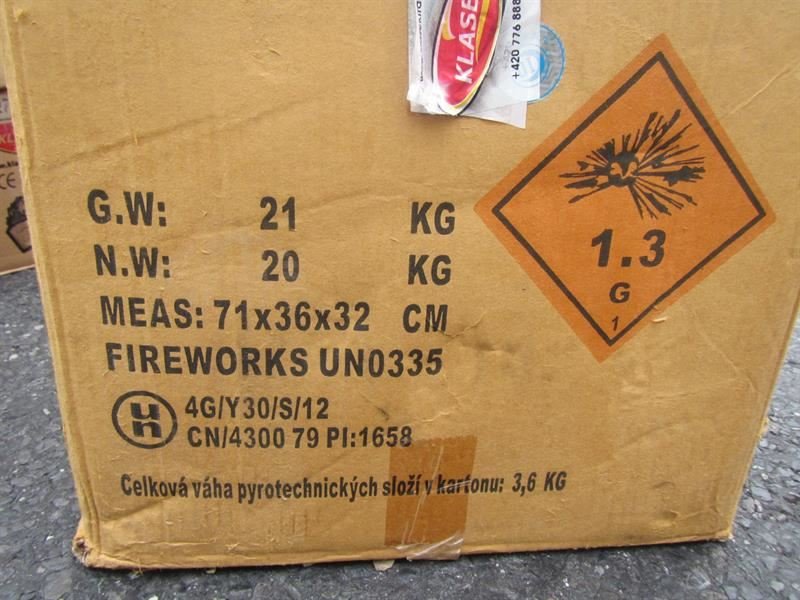 KLASE
+420 776 888
G.W: 21 KG
N.W: 20 KG
MEAS: 71x36x32 CM
FIREWORKS UN0335
4G/Y30/S/12
CN/4300 79 PI:1658
Celková váha pyrotechnických složí v kartonu: 3,6 KG
1.3
G
1
CE